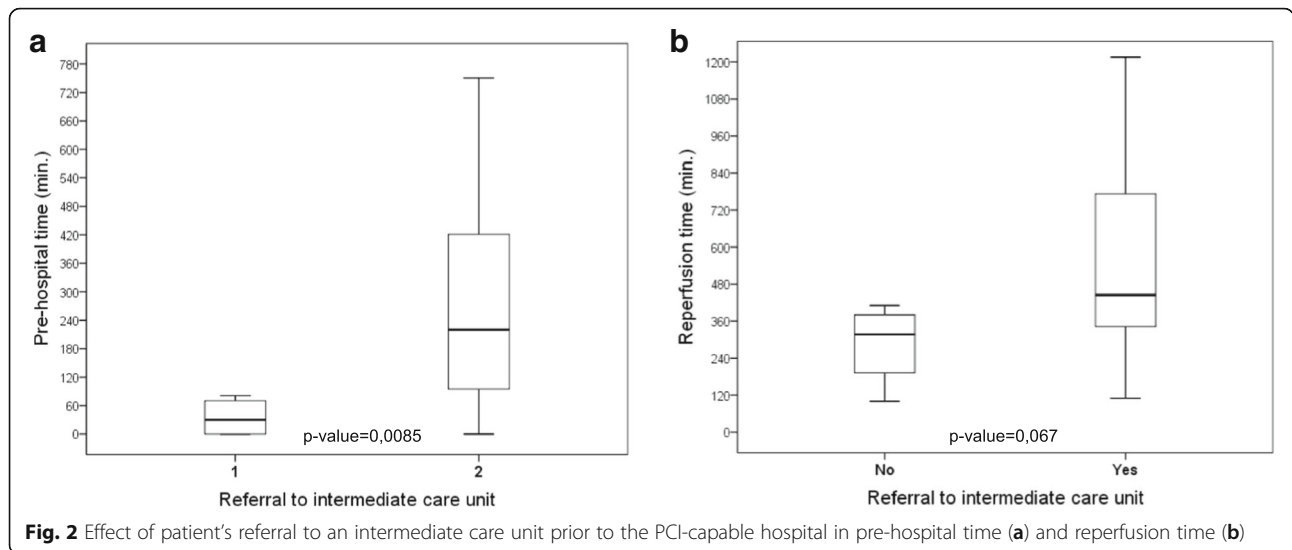 a
780
720
660
600
540
480
420
360
300
240
180
120
60
0
Pre-hospital time (min.)
p-value=0,0085
1 2
Referral to intermediate care unit
b
1200
1080
960
840
720
600
480
360
240
120
0
Reperfusion time (min.)
p-value=0,067
No Yes
Referral to intermediate care unit
Fig. 2 Effect of patient's referral to an intermediate care unit prior to the PCI-capable hospital in pre-hospital time (a) and reperfusion time (b)